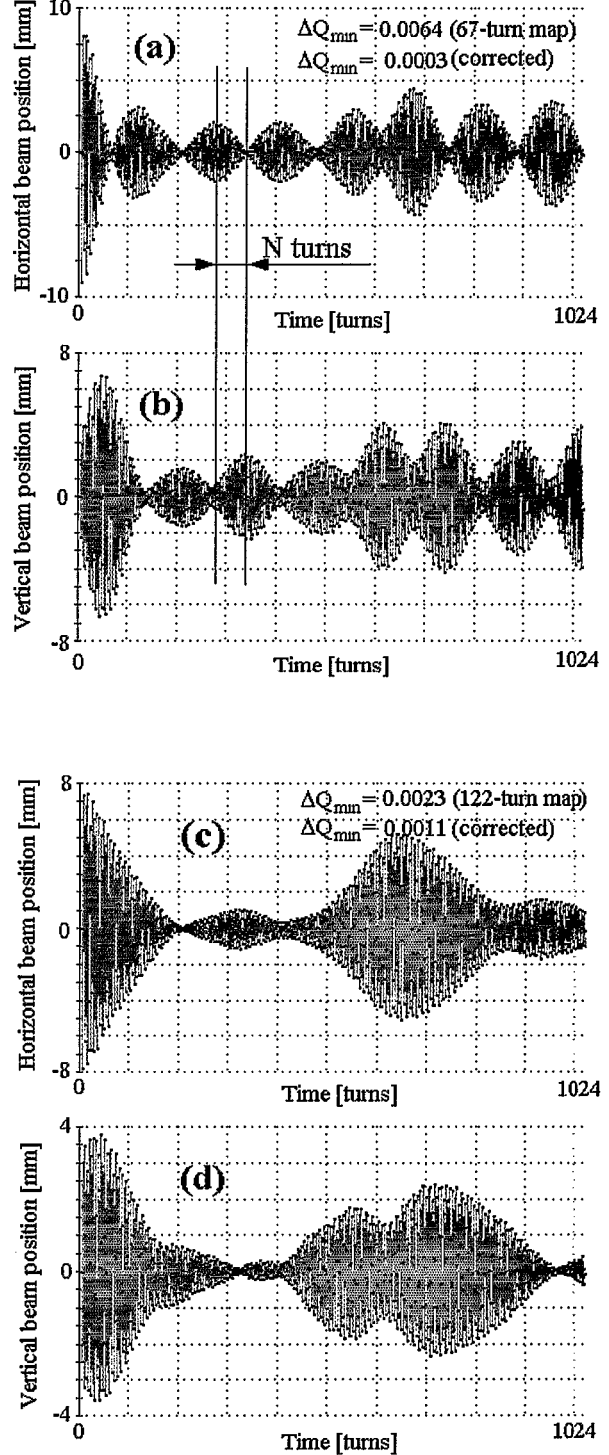 10
Horizontal beam position [mm]
(a)
ΔQmin = 0.0064 (67-turn map)
ΔQmin = 0.0003 (corrected)
0
N turns
-10
0
Time [turns]
1024
8
Vertical beam position [mm]
(b)
0
-8
0
Time [turns]
1024
8
Horizontal beam position [mm]
(c)
ΔQmin = 0.0023 (122-turn map)
ΔQmin = 0.0011 (corrected)
0
-8
0
Time [turns]
1024
4
Vertical beam position [mm]
(d)
0
-4
0
Time [turns]
1024